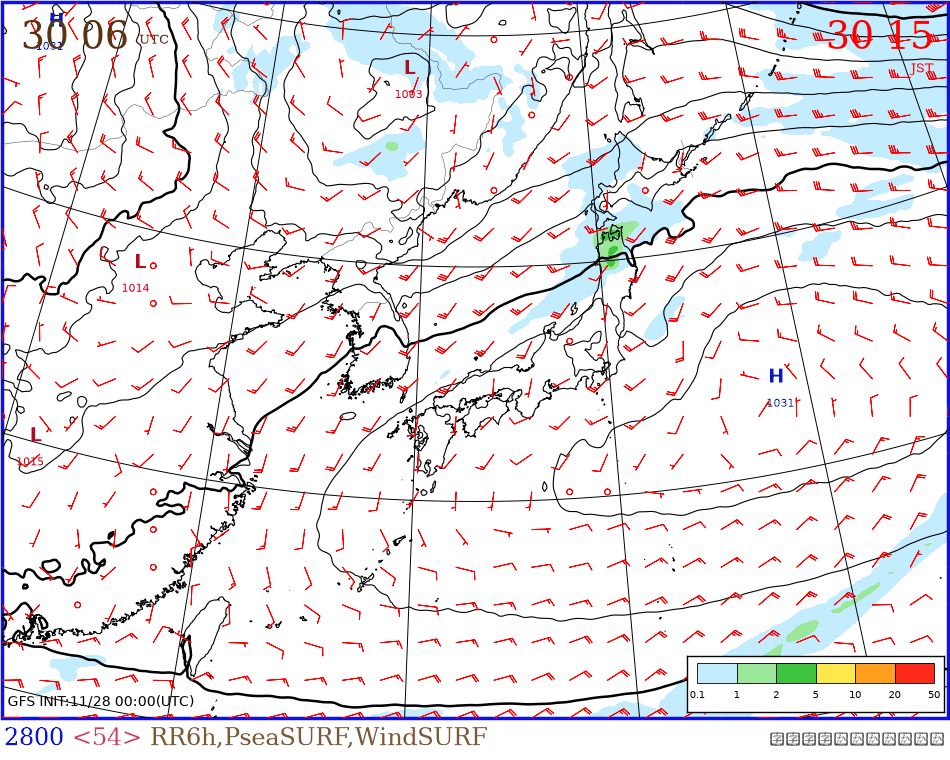 30 06 UTC
30 15
JST
H
1031
L
1003
L
1014
H
1031
L
1015
0.1 1 2 5 10 20 50
GFS INIT:11/28 00:00(UTC)
2800 <54> RR6h,PseaSURF,WindSURF